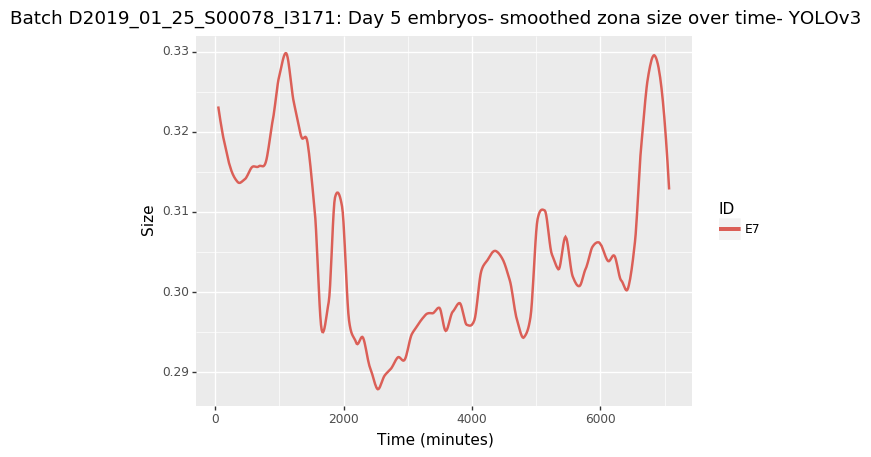 Batch D2019_01_25_S00078_I3171: Day 5 embryos- smoothed zona size over time- YOLOv3
0.33
0.32
0.31
0.30
0.29
Size
0
2000
4000
6000
Time (minutes)
ID
E7